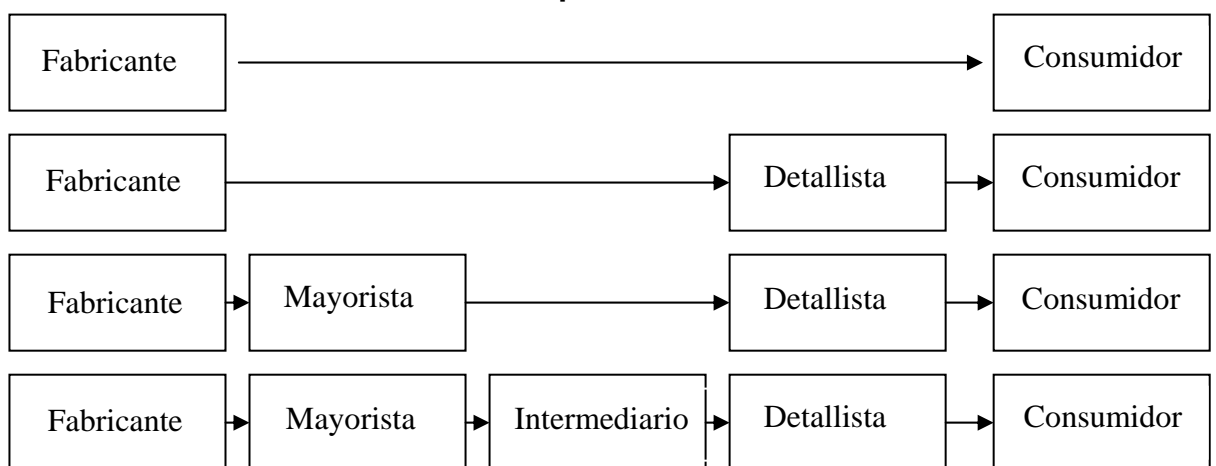 Fabricante Consumidor
Fabricante Detallista Consumidor
Fabricante Mayorista Detallista Consumidor
Fabricante Mayorista Intermediario Detallista Consumidor